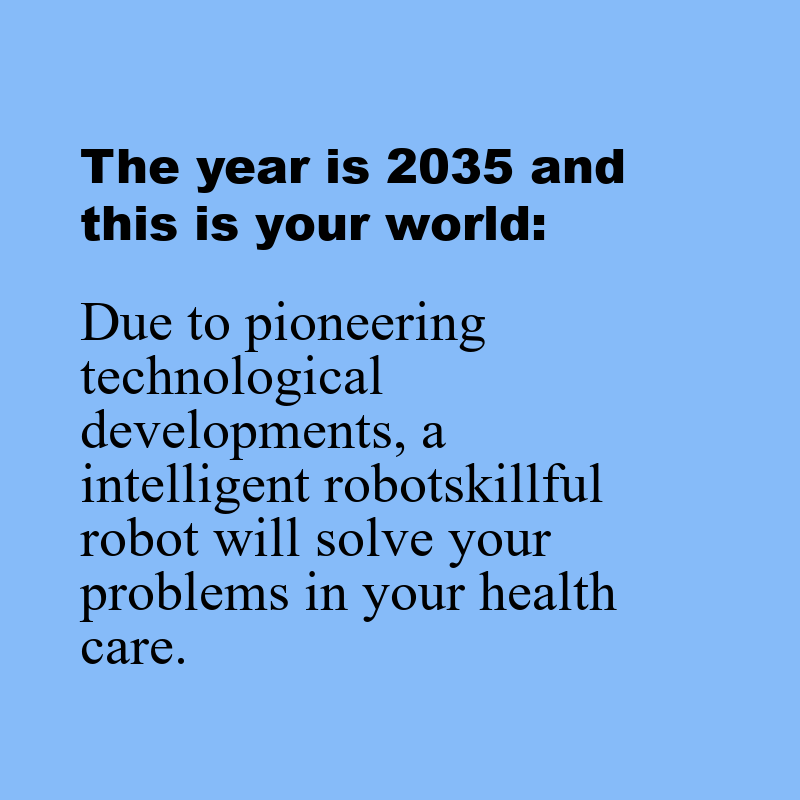 The year is 2035 and
this is your world:
Due to pioneering
technological
developments, a
intelligent robotskillful
robot will solve your
problems in your health
care.